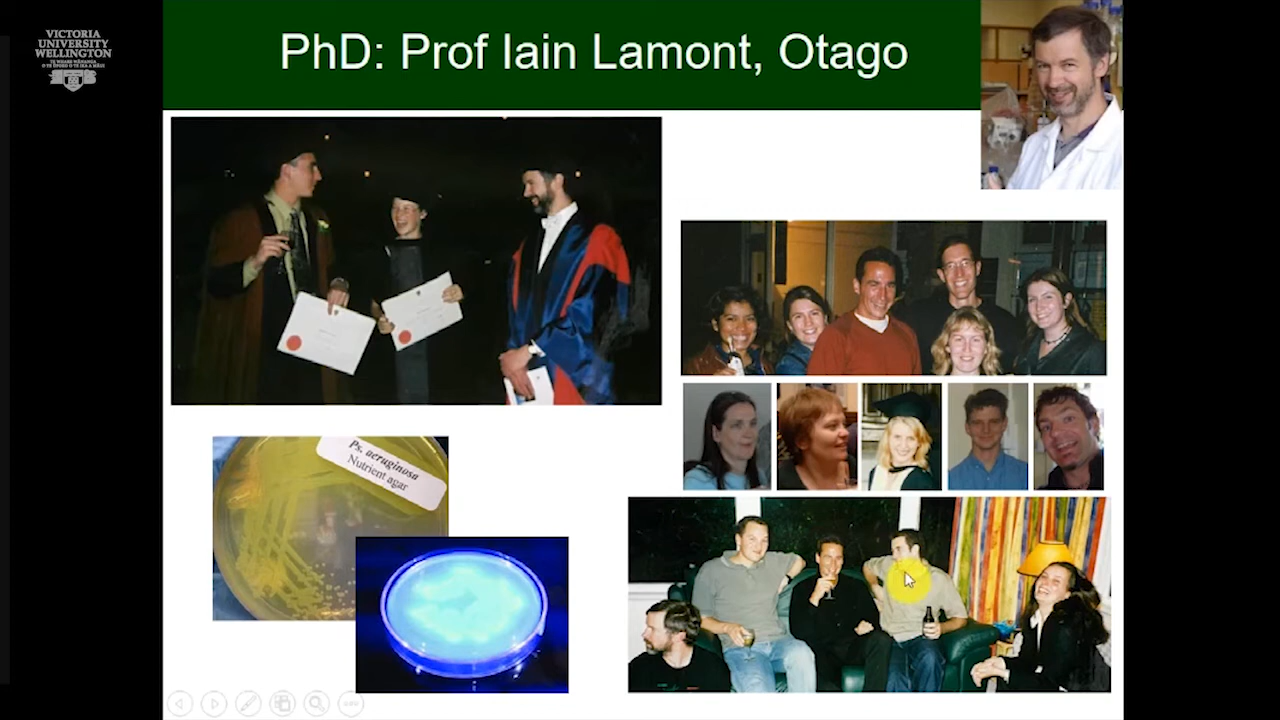 VICTORIA
UNIVERSITY
WELLINGTON
PhD: Prof Iain Lamont, Otago
Ps. aeruginosa
Nutrient agar